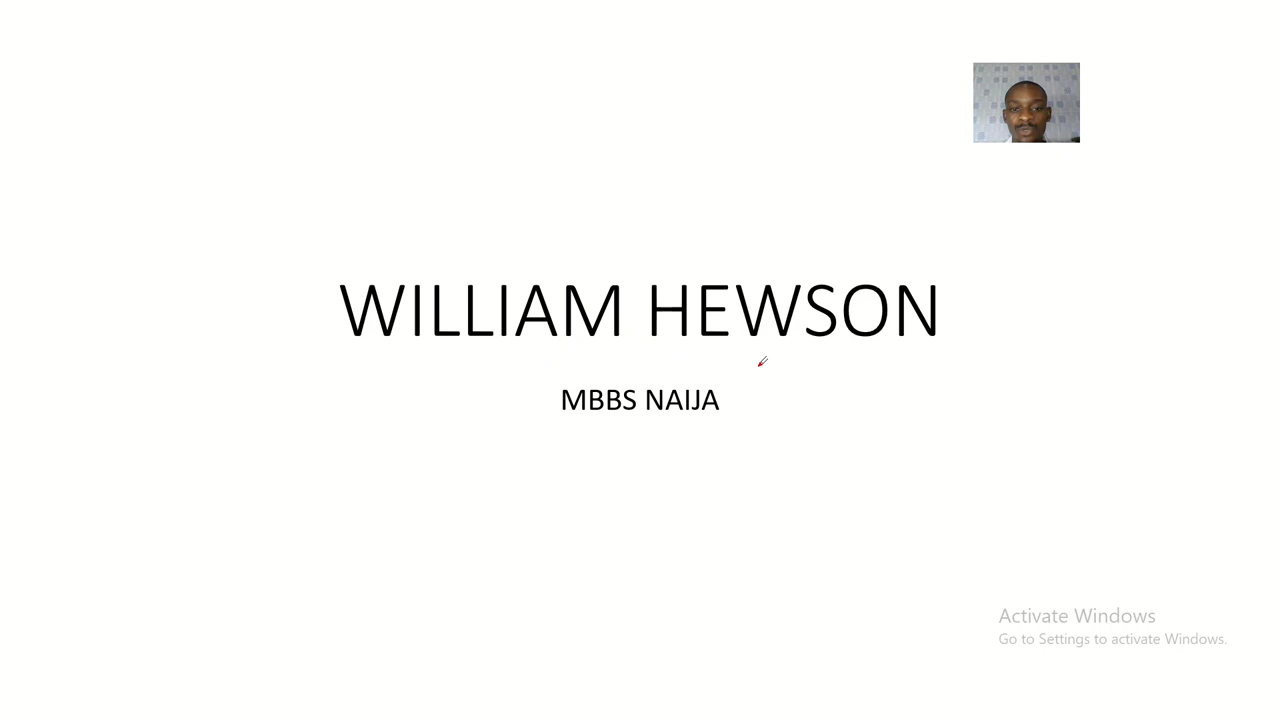 WILLIAM HEWSON
MBBS NAIJA
Activate Windows
Go to Settings to activate Windows.